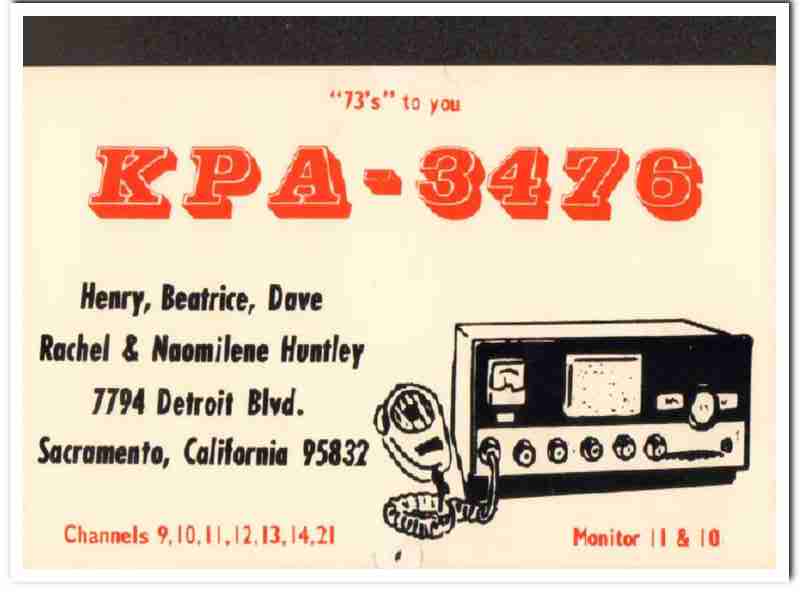 "73's" to you
KPA-3476
Henry, Beatrice, Dave
Rachel & Naomilene Huntley
7794 Detroit Blvd.
Sacramento, California 95832
Channels 9,10,11,12,13,14,21
Monitor 11 & 10